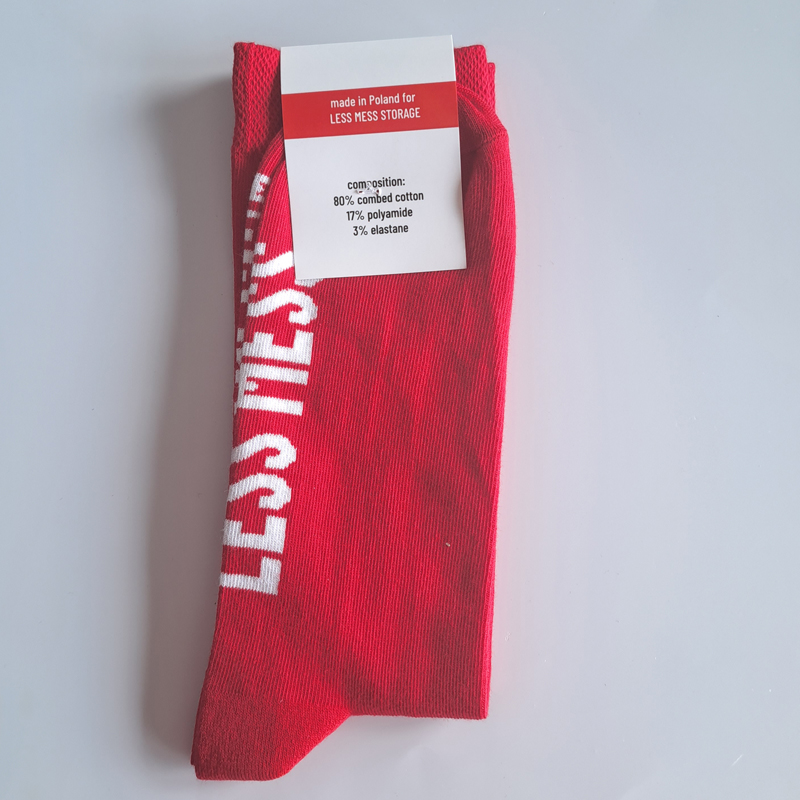 made in Poland for
LESS MESS STORAGE
composition:
80% combed cotton
17% polyamide
3% elastane
LESS MESS